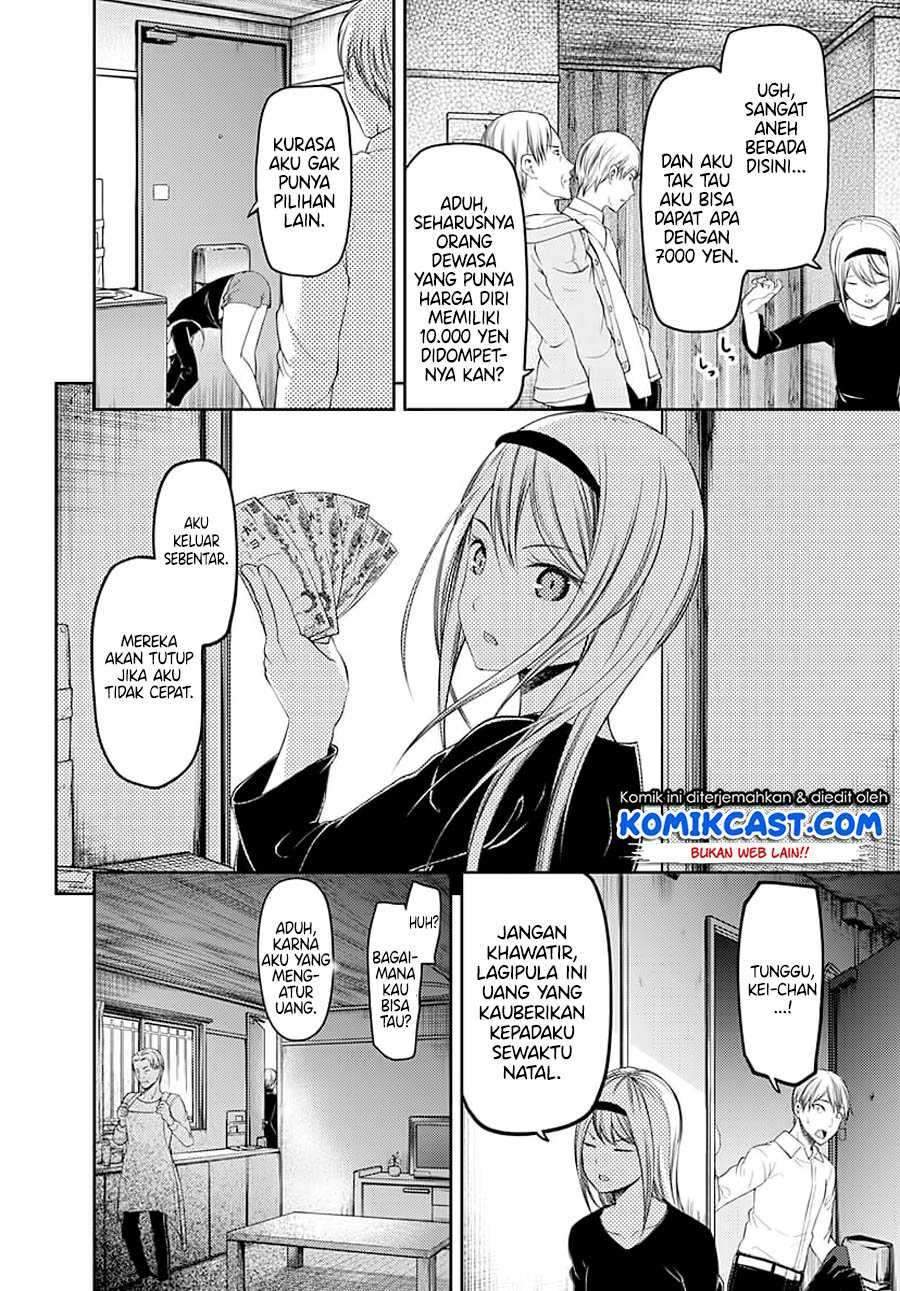 UGH,
SANGAT
ANEH
BERADA
DISINI...
DAN AKU
TAK TAU
AKU BISA
DAPAT APA
DENGAN
7000 YEN.
ADUH,
SEHARUSNYA
ORANG
DEWASA
YANG PUNYA
HARGA DIRI
MEMILIKI
10.000 YEN
DIDOMPET-
NYA KAN?
KURASA
AKU GAK
PUNYA
PILIHAN
LAIN.
AKU
KELUAR
SEBENTAR.
MEREKA
AKAN TUTUP
JIKA AKU
TIDAK CEPAT.
Komik ini diterjemahkan & diedit oleh
KOMIKCAST.COM
BUKAN WEB LAIN!!
TUNGGU,
KEI-CHAN
...!
JANGAN
KHAWATIR,
LAGIPULA INI
UANG YANG
KAUBERIKAN
KEPADAKU
SEWAKTU
NATAL.
HUH?
BAGAI-
MANA
KAU
BISA
TAU?
ADUH,
KARNA
AKU YANG
MENG-
ATUR
UANG.